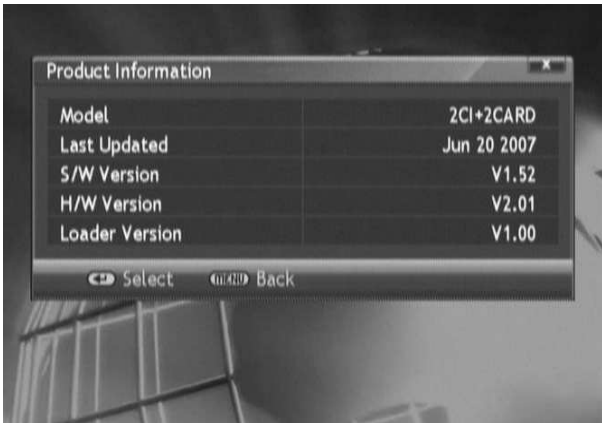 Product Information
Model 2CI+2CARD
Last Updated Jun 20 2007
S/W Version V1.52
H/W Version V2.01
Loader Version V1.00
Select MENU Back